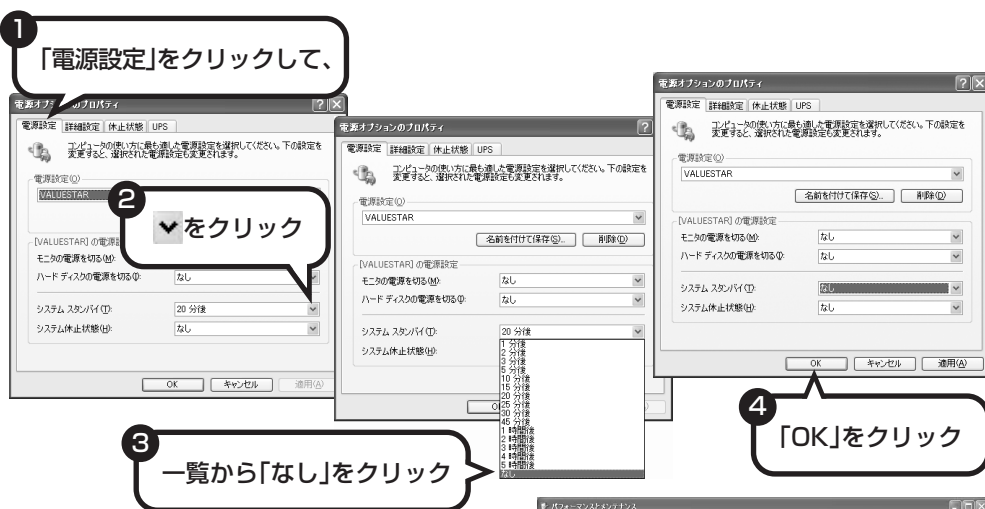 1
「電源設定」をクリックして、
電源オプションのプロパティ
電源設定 詳細設定 休止状態 UPS
コンピュータの使い方に最も適した電源設定を選択してください。下の設定を
変更すると、選択された電源設定も変更されます。
電源設定(O)
VALUESTAR
2
をクリック
[VALUESTAR] の電源設
モニタの電源を切る(M):
ハード ディスクの電源を切る(I):
なし
システム スタンバイ(T):
20 分後
システム休止状態(H):
なし
OK キャンセル 適用(A)
電源オプションのプロパティ
電源設定 詳細設定 休止状態 UPS
コンピュータの使い方に最も適した電源設定を選択してください。下の設定を
変更すると、選択された電源設定も変更されます。
電源設定(O)
VALUESTAR
名前を付けて保存(S)... 削除(D)
[VALUESTAR] の電源設定
モニタの電源を切る(M):
なし
ハード ディスクの電源を切る(I):
なし
システム スタンバイ(T):
20 分後
システム休止状態(H):
1 分後
2 分後
3 分後
5 分後
10 分後
15 分後
20 分後
25 分後
30 分後
45 分後
1 時間後
2 時間後
3 時間後
4 時間後
5 時間後
なし
3
一覧から「なし」をクリック
電源オプションのプロパティ
電源設定 詳細設定 休止状態 UPS
コンピュータの使い方に最も適した電源設定を選択してください。下の設定を
変更すると、選択された電源設定も変更されます。
電源設定(O)
VALUESTAR
名前を付けて保存(S)... 削除(D)
[VALUESTAR] の電源設定
モニタの電源を切る(M):
なし
ハード ディスクの電源を切る(I):
なし
システム スタンバイ(T):
なし
システム休止状態(H):
なし
OK キャンセル 適用(A)
4
「OK」をクリック
パフォーマンスとメンテナンス